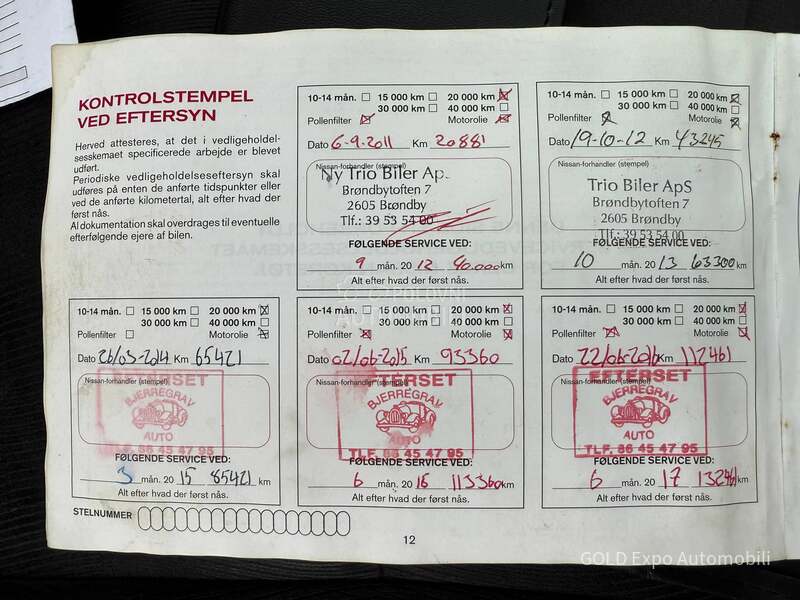 KONTROLSTEMPEL
VED EFTERSYN
Herved attesteres, at det i vedligeholdel-
sesskemaet specificerede arbejde er blevet
udført.
Periodiske vedligeholdelseseftersyn skal
udføres på enten de anførte tidspunkter eller
ved de anførte kilometertal, alt efter hvad der
først nås.
Al dokumentation skal overdrages til eventuelle
efterfølgende ejere af bilen.
10-14 mån. 15 000 km 20 000 km
30 000 km 40 000 km
Pollenfilter Motorolie
Dato 6-9-2011 Km 20881
Nissan-forhandler (stempel)
Ny Trio Biler Ap
Brøndbytoften 7
2605 Brøndby
Tlf.: 39 53 54 00
FØLGENDE SERVICE VED:
9 mån. 20 12 40.000 km
Alt efter hvad der først nås.
10-14 mån. 15 000 km 20 000 km
30 000 km 40 000 km
Pollenfilter Motorolie
Dato 19-10-12 Km 43245
Nissan-forhandler (stempel)
Trio Biler ApS
Brøndbytoften 7
2605 Brøndby
Tlf.: 39 53 54 00
FØLGENDE SERVICE VED:
10 mån. 20 13 63300 km
Alt efter hvad der først nås.
10-14 mån. 15 000 km 20 000 km
30 000 km 40 000 km
Pollenfilter Motorolie
Dato 26/03-2014 Km 65421
Nissan-forhandler (stempel)
EFTERSET
BJERREGRAV
AUTO
TLF. 86 45 47 95
FØLGENDE SERVICE VED:
3 mån. 20 15 85421 km
Alt efter hvad der først nås.
10-14 mån. 15 000 km 20 000 km
30 000 km 40 000 km
Pollenfilter Motorolie
Dato 02/06-2015 Km 93360
Nissan-forhandler (stempel)
EFTERSET
BJERREGRAV
AUTO
TLF. 86 45 47 95
FØLGENDE SERVICE VED:
6 mån. 20 16 113360 km
Alt efter hvad der først nås.
10-14 mån. 15 000 km 20 000 km
30 000 km 40 000 km
Pollenfilter Motorolie
Dato 22/06-2016 Km 112461
Nissan-forhandler (stempel)
EFTERSET
BJERREGRAV
AUTO
TLF. 86 45 47 95
FØLGENDE SERVICE VED:
6 mån. 20 17 132461 km
Alt efter hvad der først nås.
STELNUMMER
12
GOLD Expo Automobili